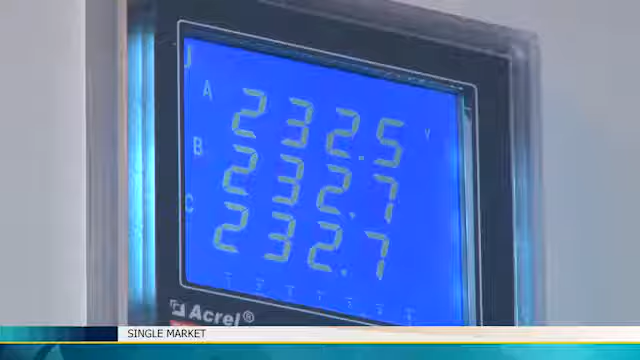 A 232.5 V
B 232.7
C 232.7
Acrel®
SINGLE MARKET